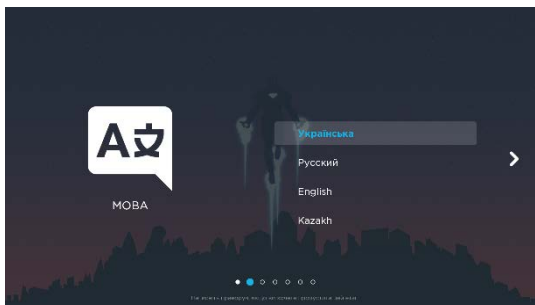 A文
МОВА
Українська
Русский
English
Kazakh